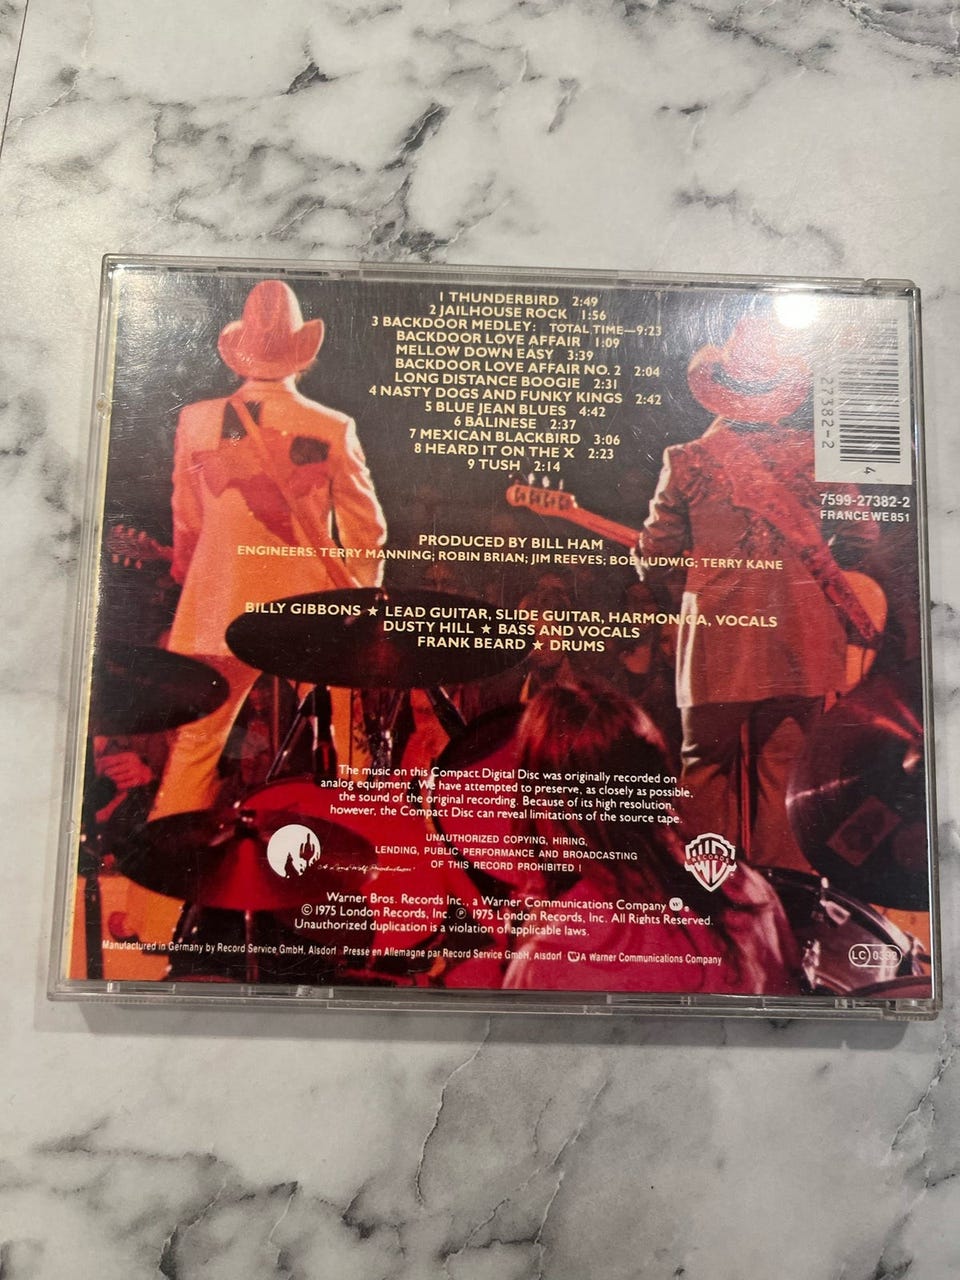 1 THUNDERBIRD 2:49
2 JAILHOUSE ROCK 1:56
3 BACKDOOR MEDLEY: TOTAL TIME—9:23
BACKDOOR LOVE AFFAIR 1:09
MELLOW DOWN EASY 3:39
BACKDOOR LOVE AFFAIR NO. 2 2:04
LONG DISTANCE BOOGIE 2:31
4 NASTY DOGS AND FUNKY KINGS 2:42
5 BLUE JEAN BLUES 4:42
6 BALINESE 2:37
7 MEXICAN BLACKBIRD 3:06
8 HEARD IT ON THE X 2:23
9 TUSH 2:14
27382-2
4
7599-27382-2
FRANCE WE 851
PRODUCED BY BILL HAM
ENGINEERS: TERRY MANNING; ROBIN BRIAN; JIM REEVES; BOB LUDWIG; TERRY KANE
BILLY GIBBONS ★ LEAD GUITAR, SLIDE GUITAR, HARMONICA, VOCALS
DUSTY HILL ★ BASS AND VOCALS
FRANK BEARD ★ DRUMS
The music on this Compact Digital Disc was originally recorded on
analog equipment. We have attempted to preserve, as closely as possible,
the sound of the original recording. Because of its high resolution,
however, the Compact Disc can reveal limitations of the source tape.
UNAUTHORIZED COPYING, HIRING,
LENDING, PUBLIC PERFORMANCE AND BROADCASTING
OF THIS RECORD PROHIBITED !
A Lone Wolf Production
RECORDS
Warner Bros. Records Inc., a Warner Communications Company
© 1975 London Records, Inc. ℗ 1975 London Records, Inc. All Rights Reserved.
Unauthorized duplication is a violation of applicable laws.
Manufactured in Germany by Record Service GmbH, Alsdorf Pressé en Allemagne par Record Service GmbH, Alsdorf A Warner Communications Company
LC 0392